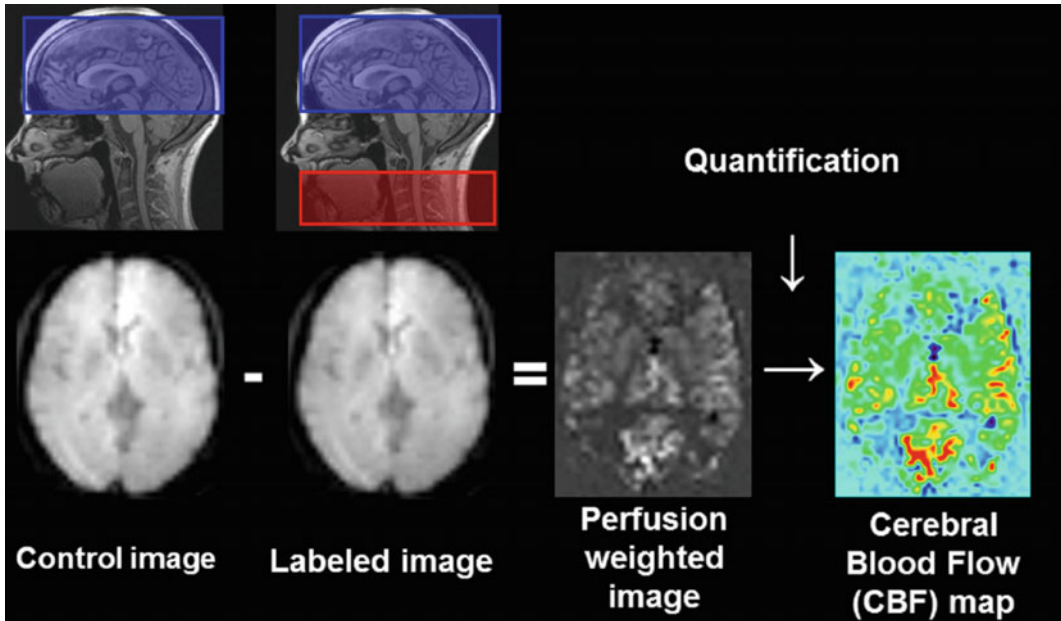 Quantification
Control image
Labeled image
Perfusion
weighted
image
Cerebral
Blood Flow
(CBF) map